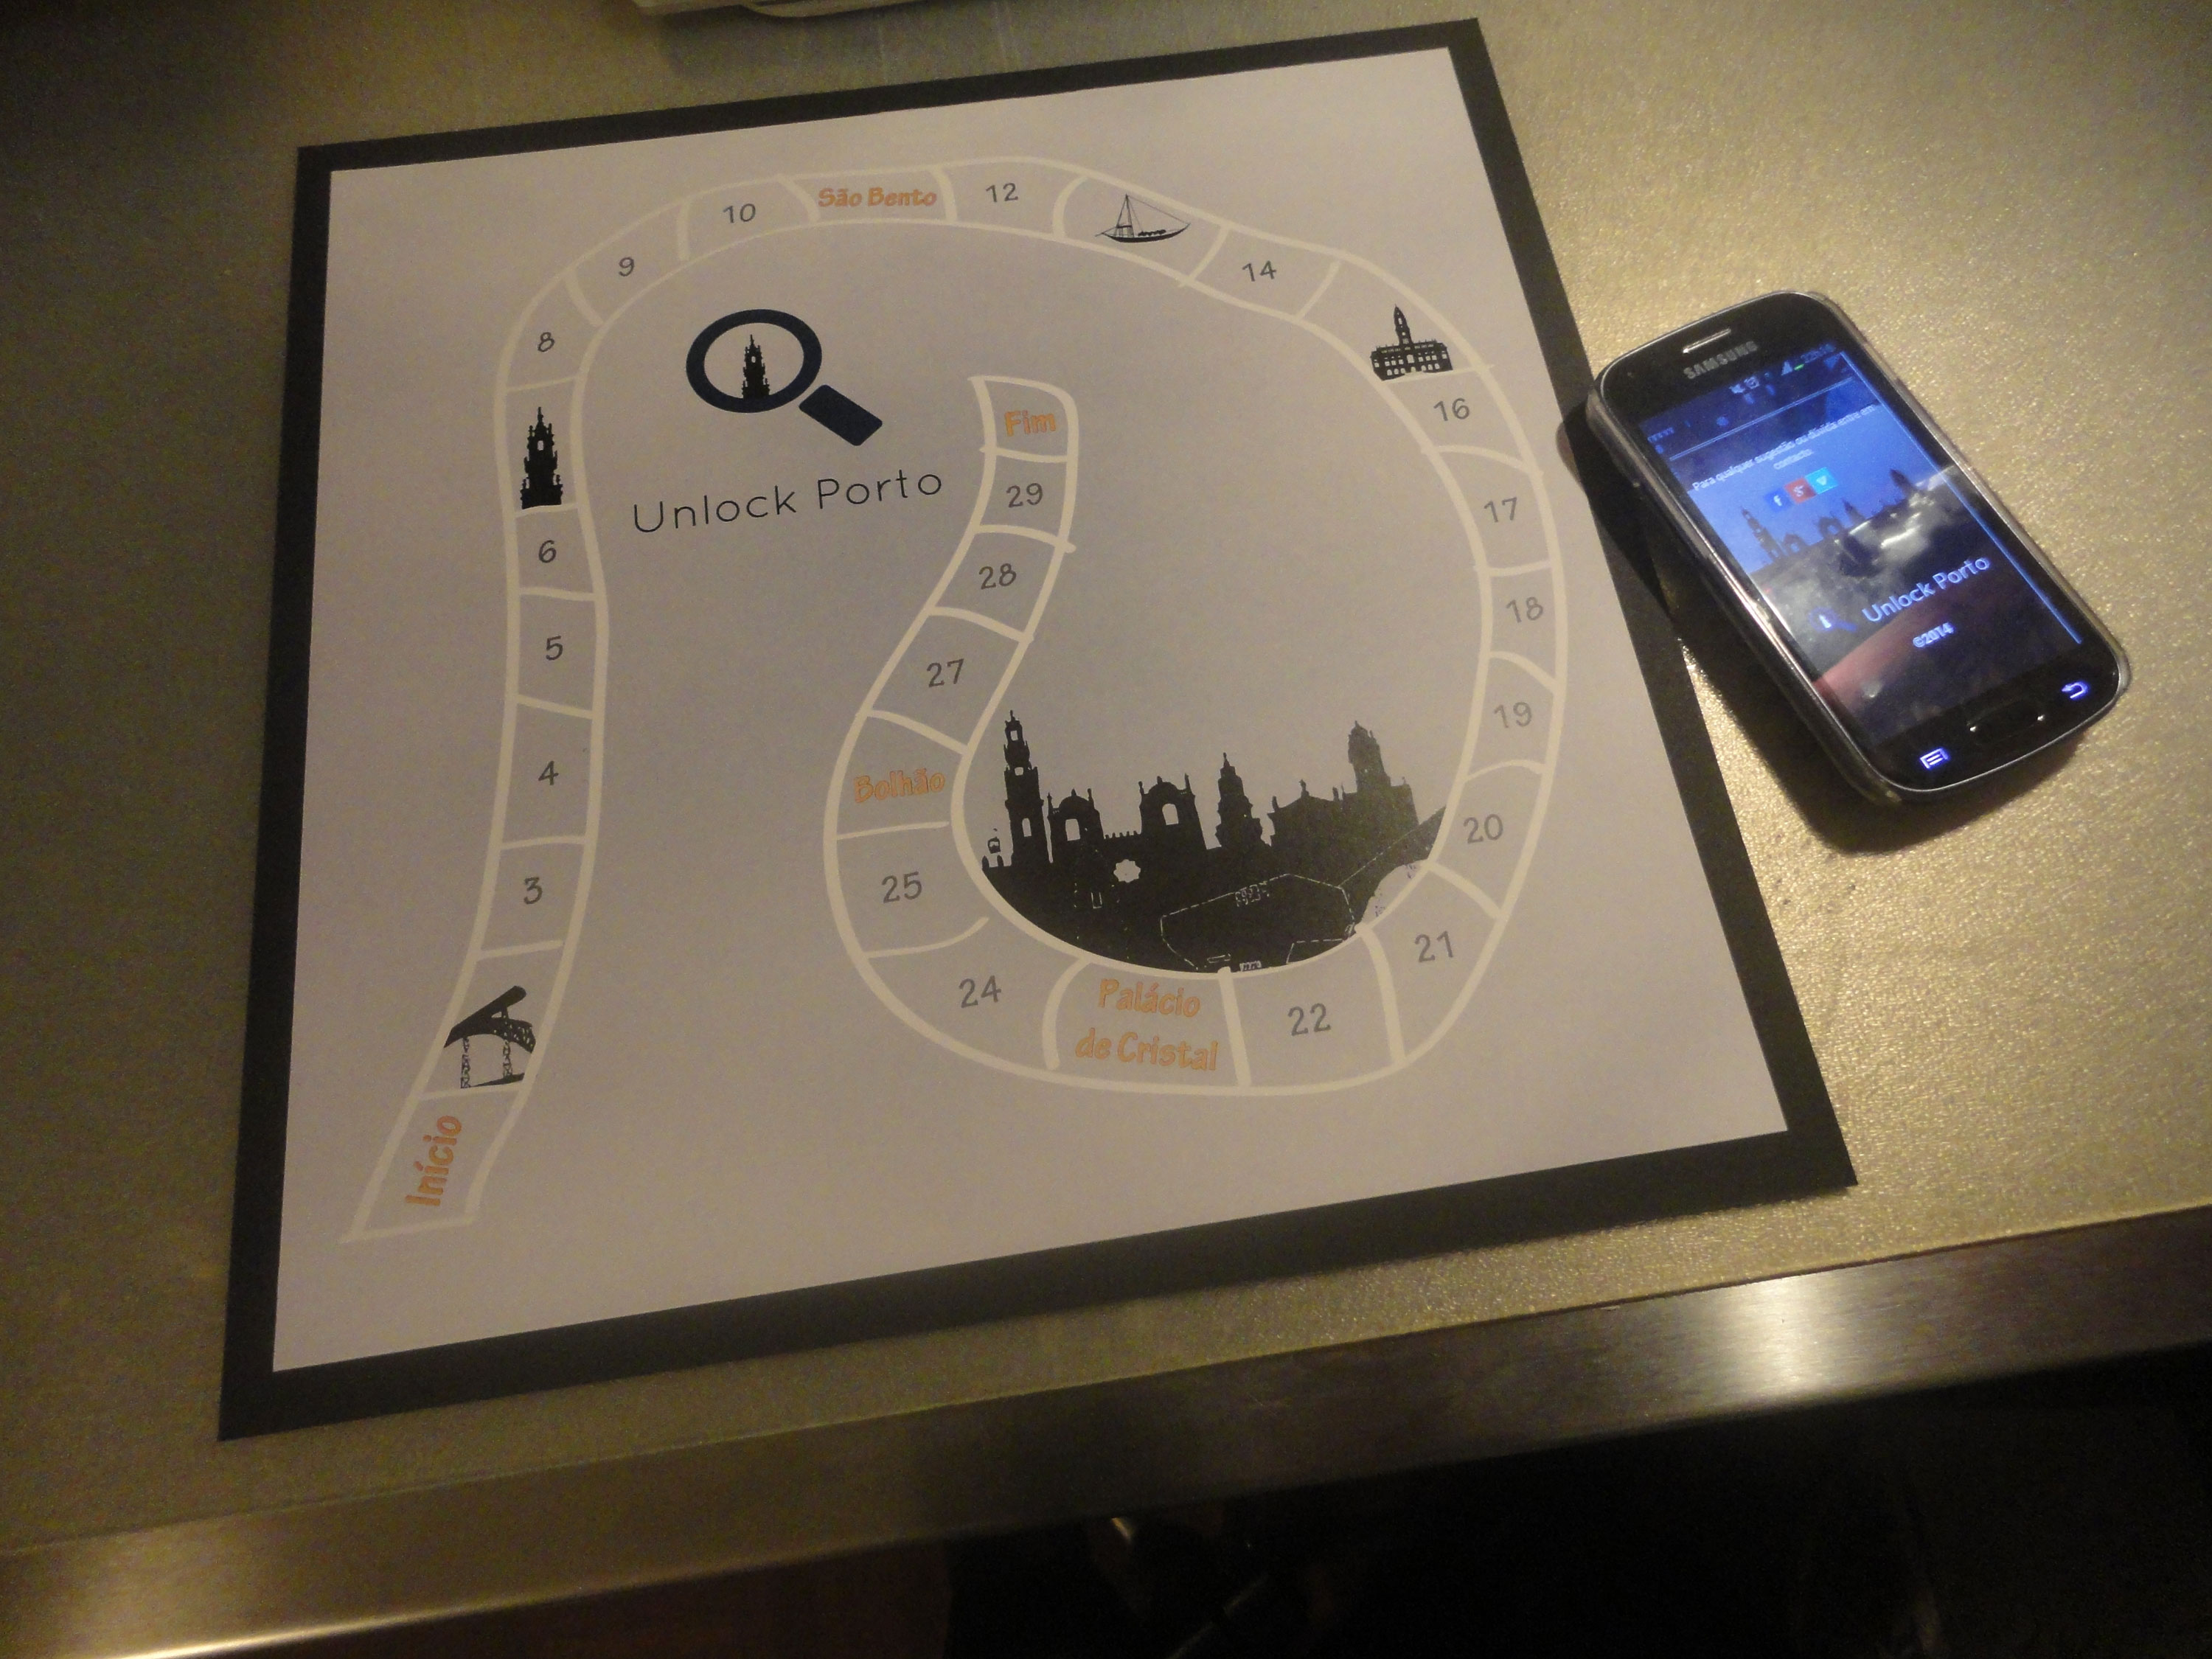 São Bento
10
12
9
14
8
16
Fim
Unlock Porto
29
17
6
28
18
5
27
19
4
Bolhão
20
3
25
21
24
Palácio
de Cristal
22
Início
SAMSUNG
Para qualquer sugestão ou dúvida entre em
contacto
Unlock Porto
©2014